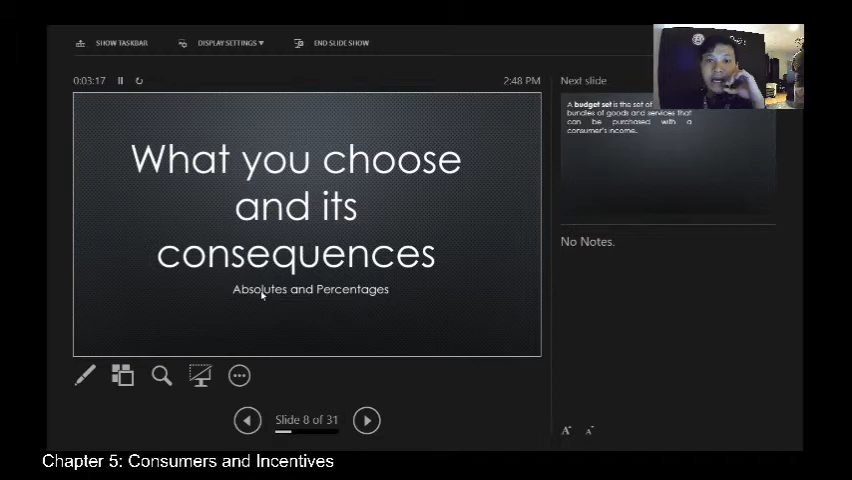 SHOW TASKBAR
DISPLAY SETTINGS ▾
END SLIDE SHOW
0:03:17
2:48 PM
What you choose
and its
consequences
Absolutes and Percentages
Slide 8 of 31
Next slide
A budget set is the set of
bundles of goods and services that
can be purchased with a
consumer's income.
No Notes.
A
A
Chapter 5: Consumers and Incentives